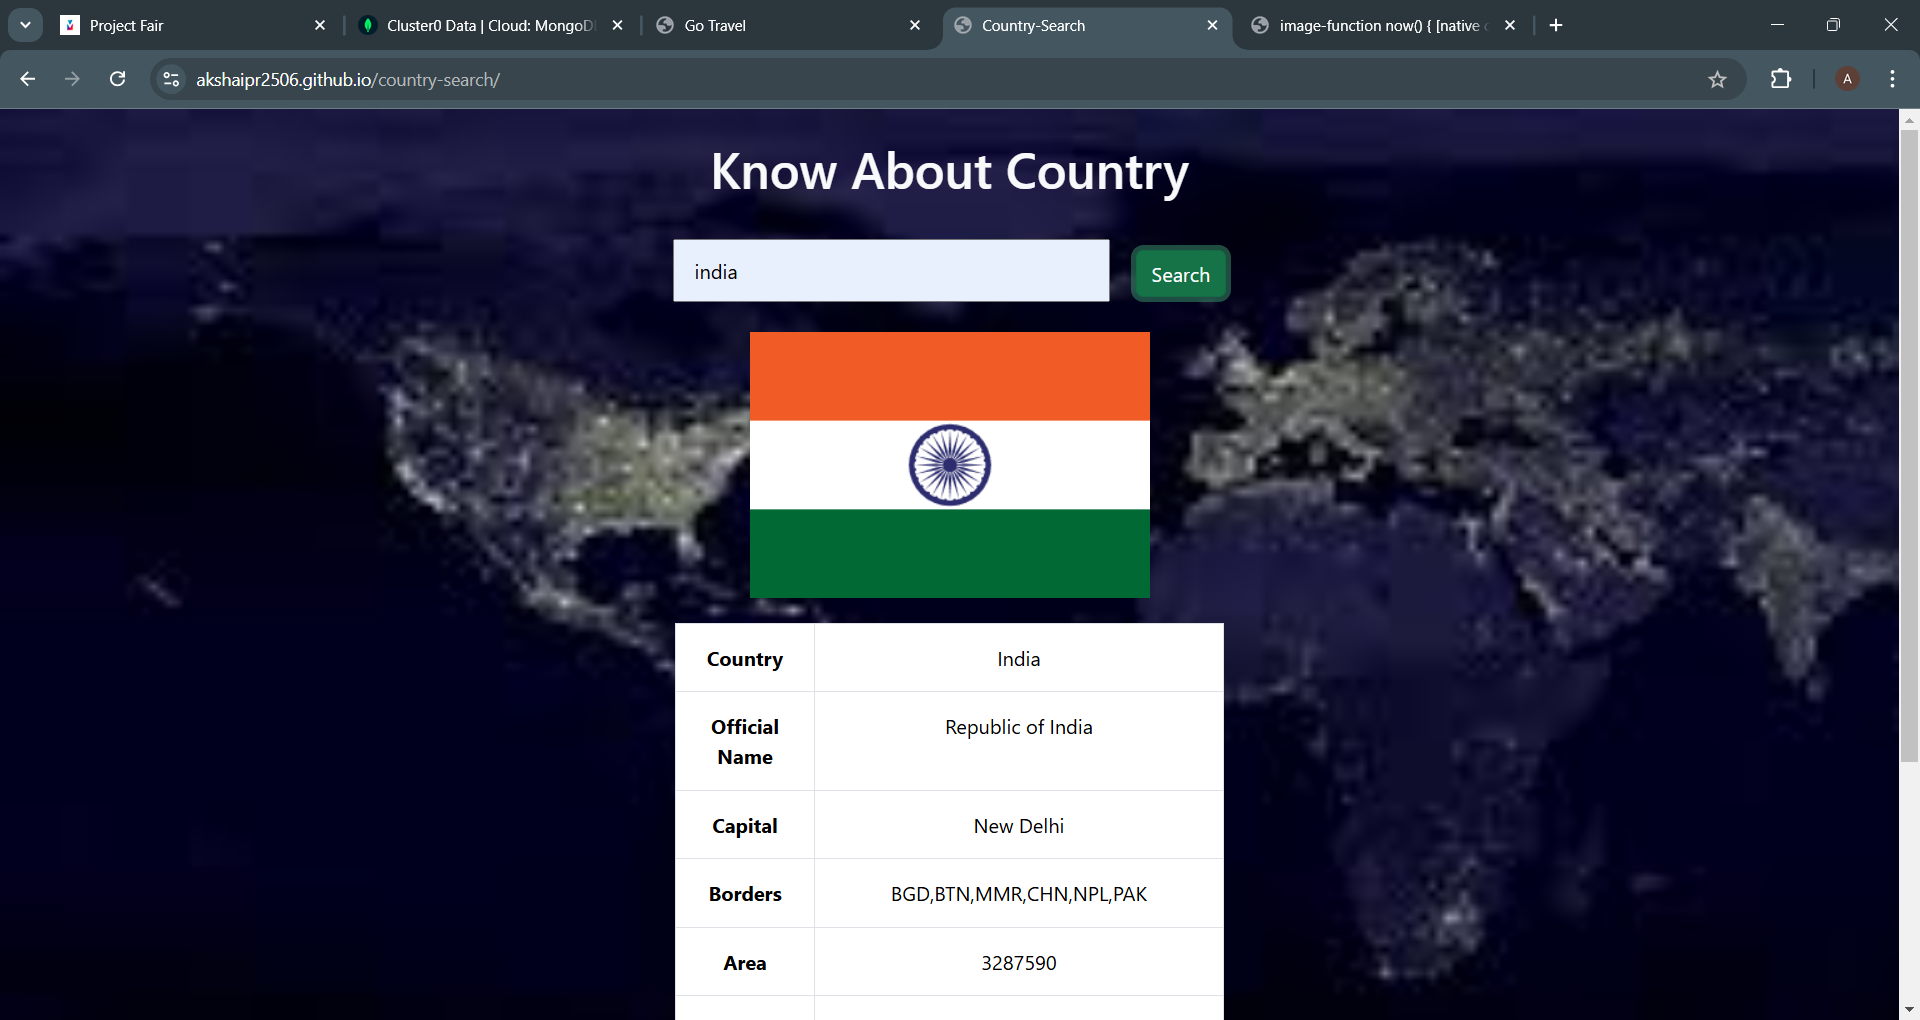 Project Fair
Cluster0 Data | Cloud: MongoD
Go Travel
Country-Search
image-function now() { [native
akshaipr2506.github.io/country-search/
A
Know About Country
india
Search
Country India
Official Name Republic of India
Capital New Delhi
Borders BGD,BTN,MMR,CHN,NPL,PAK
Area 3287590